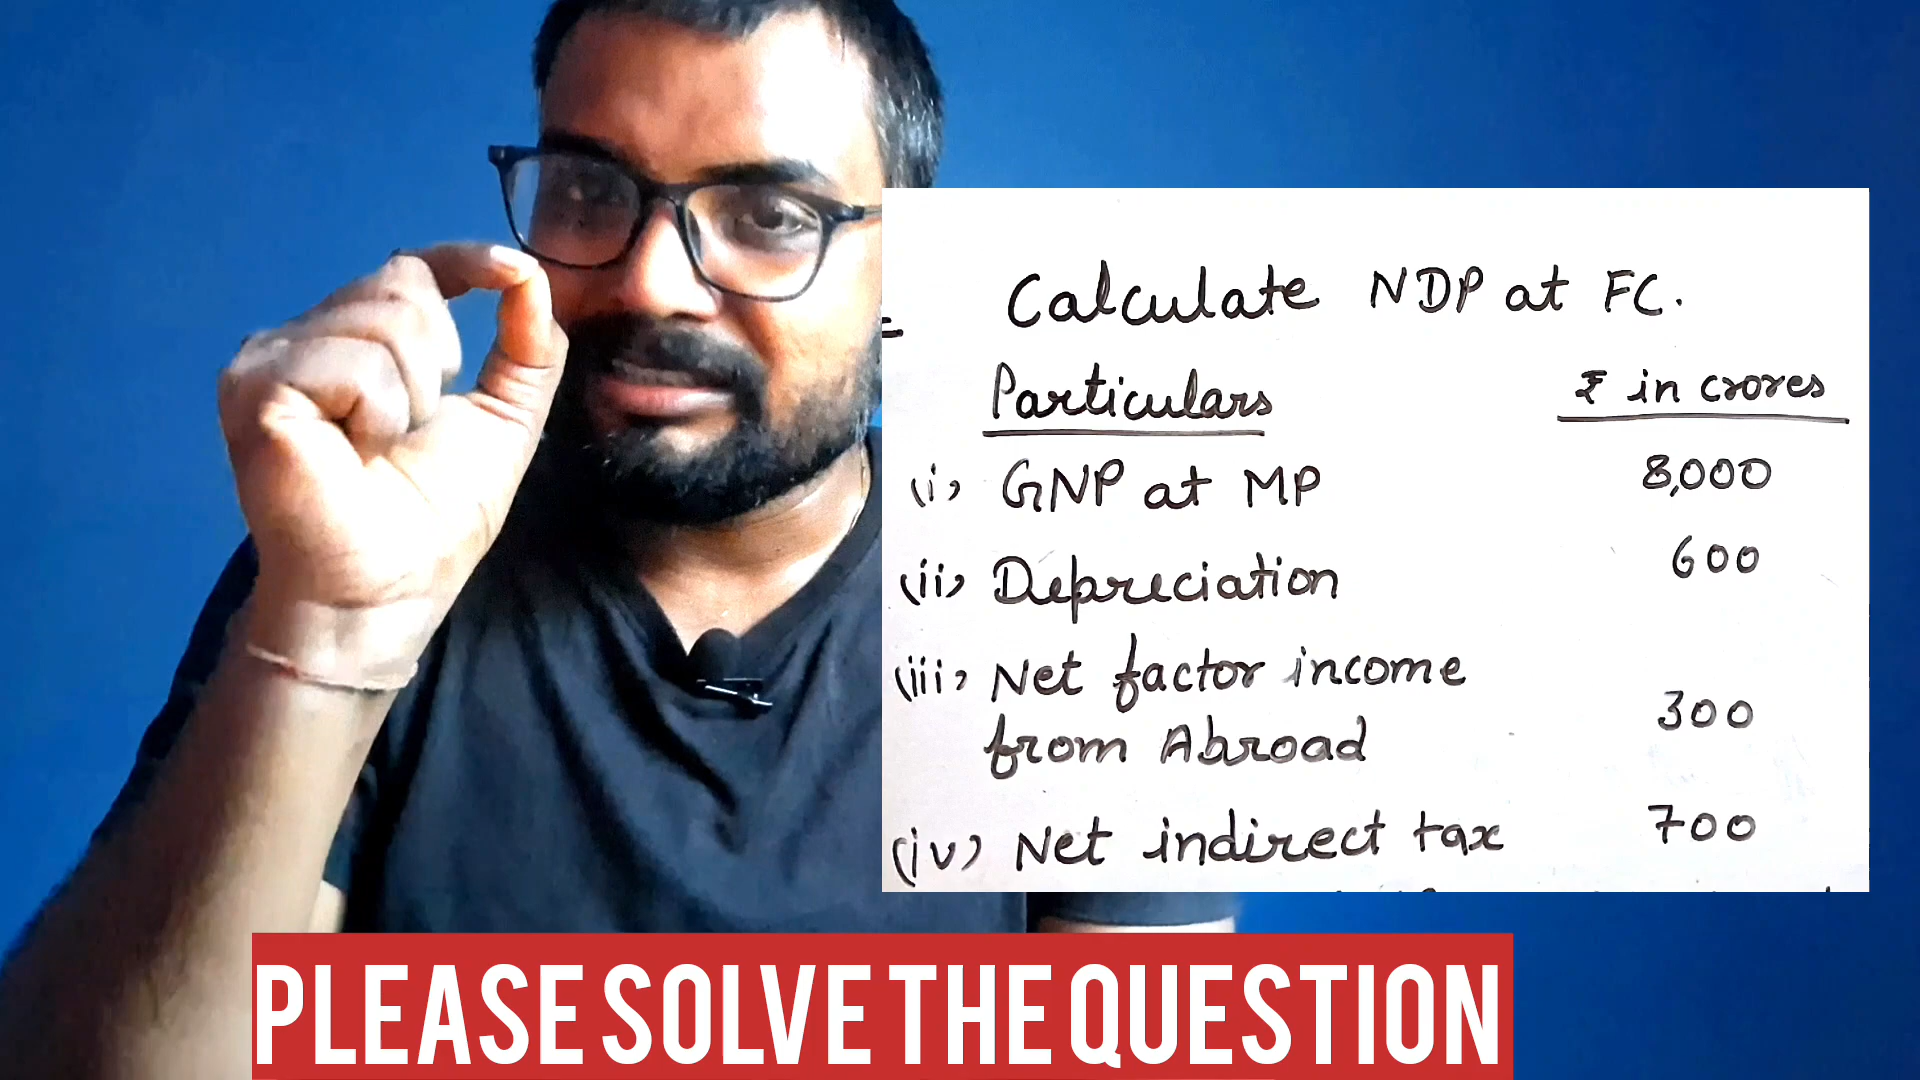 Calculate NDP at FC.
Particulars ₹ in crores
(i) GNP at MP 8,000
(ii) Depreciation 600
(iii) Net factor income
from Abroad 300
(iv) Net indirect tax 700
PLEASE SOLVE THE QUESTION